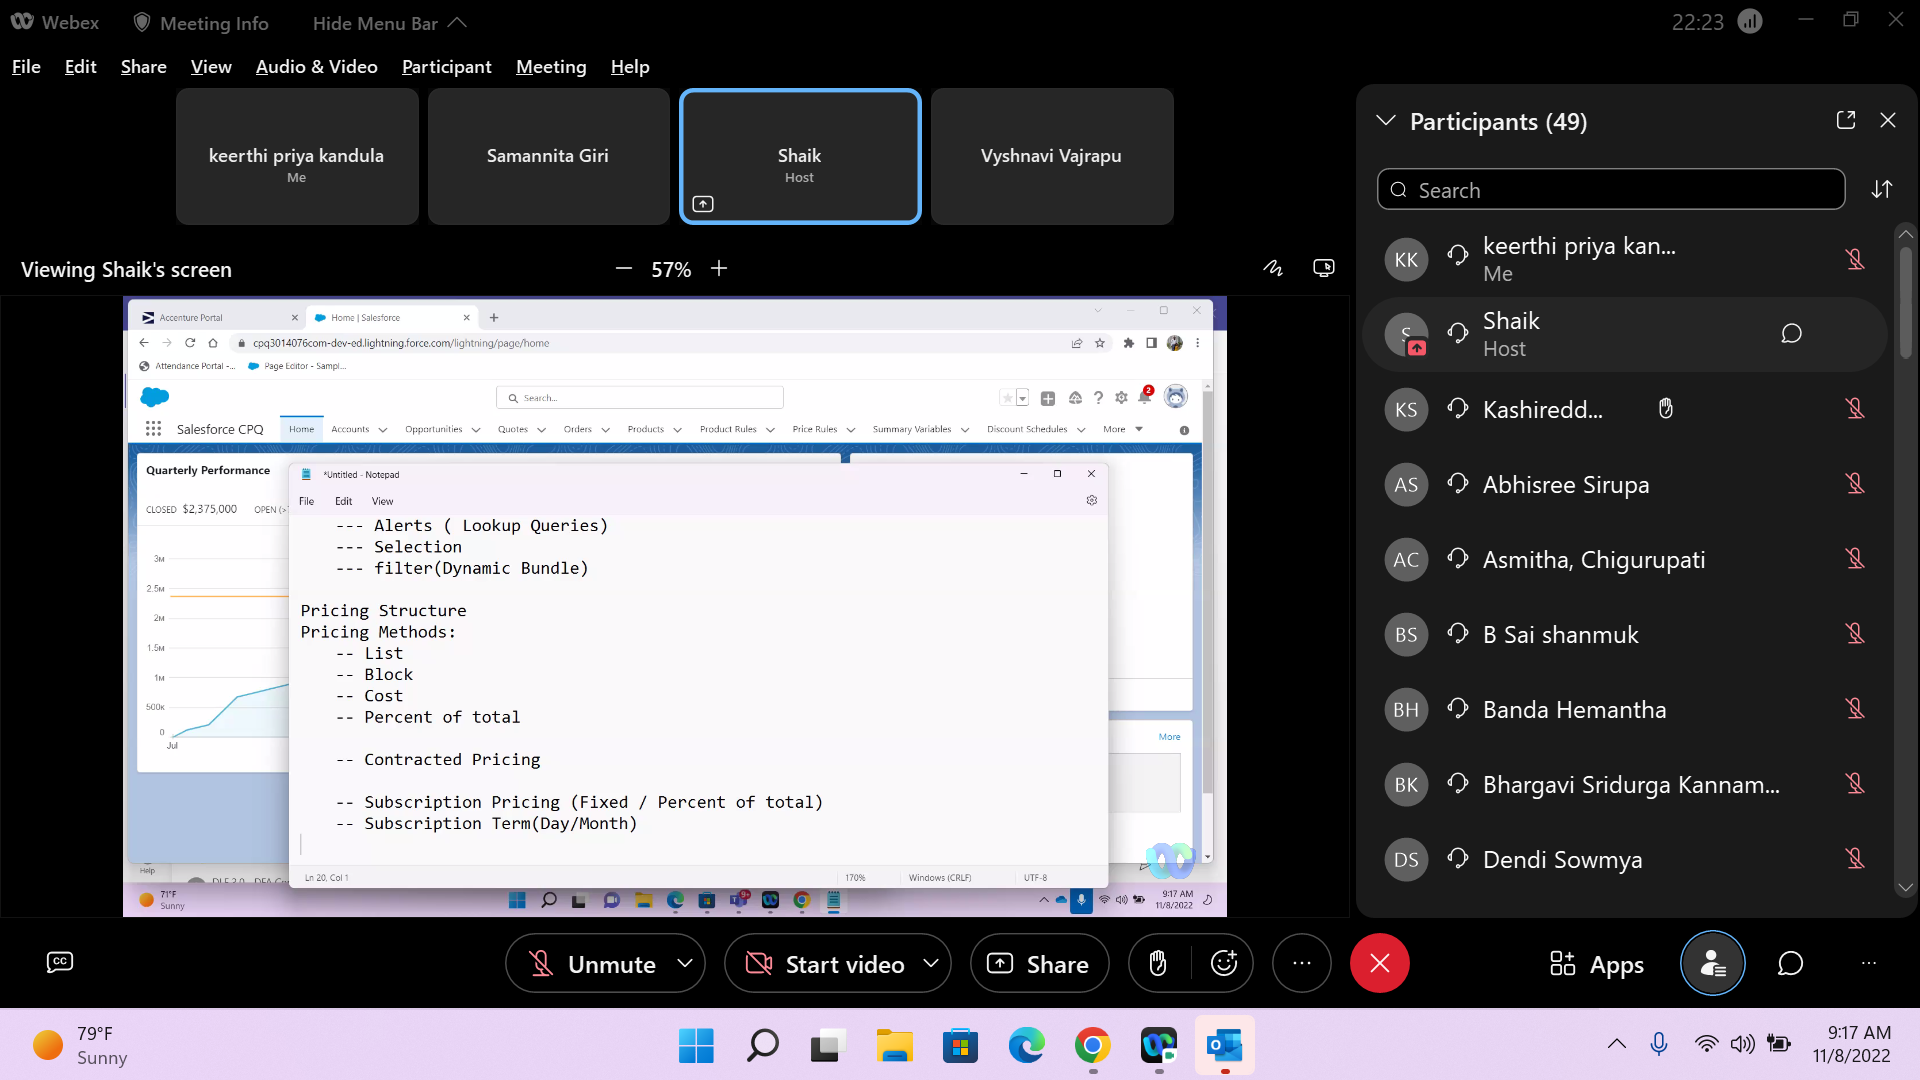 Webex
Meeting Info
Hide Menu Bar
22:23
File
Edit
Share
View
Audio & Video
Participant
Meeting
Help
keerthi priya kandula
Me
Samannita Giri
Shaik
Host
Vyshnavi Vajrapu
Viewing Shaik's screen
57%
Accenture Portal
Home | Salesforce
cpq3014076com-dev-ed.lightning.force.com/lightning/page/home
Attendance Portal -...
Page Editor - Sampl...
Search...
2
Salesforce CPQ
Home
Accounts
Opportunities
Quotes
Orders
Products
Product Rules
Price Rules
Summary Variables
Discount Schedules
More
Quarterly Performance
CLOSED $2,375,000
OPEN (>
3M
2.5M
2M
1.5M
1M
500K
0
Jul
More
Help
*Untitled - Notepad
File
Edit
View
--- Alerts ( Lookup Queries)
--- Selection
--- filter(Dynamic Bundle)
Pricing Structure
Pricing Methods:
-- List
-- Block
-- Cost
-- Percent of total
-- Contracted Pricing
-- Subscription Pricing (Fixed / Percent of total)
-- Subscription Term(Day/Month)
Ln 20, Col 1
170%
Windows (CRLF)
UTF-8
71°F
Sunny
9+
9:17 AM
11/8/2022
Participants (49)
Search
KK
keerthi priya kan...
Me
S
Shaik
Host
KS
Kashiredd...
AS
Abhisree Sirupa
AC
Asmitha, Chigurupati
BS
B Sai shanmuk
BH
Banda Hemantha
BK
Bhargavi Sridurga Kannam...
DS
Dendi Sowmya
CC
Unmute
Start video
Share
Apps
79°F
Sunny
9:17 AM
11/8/2022